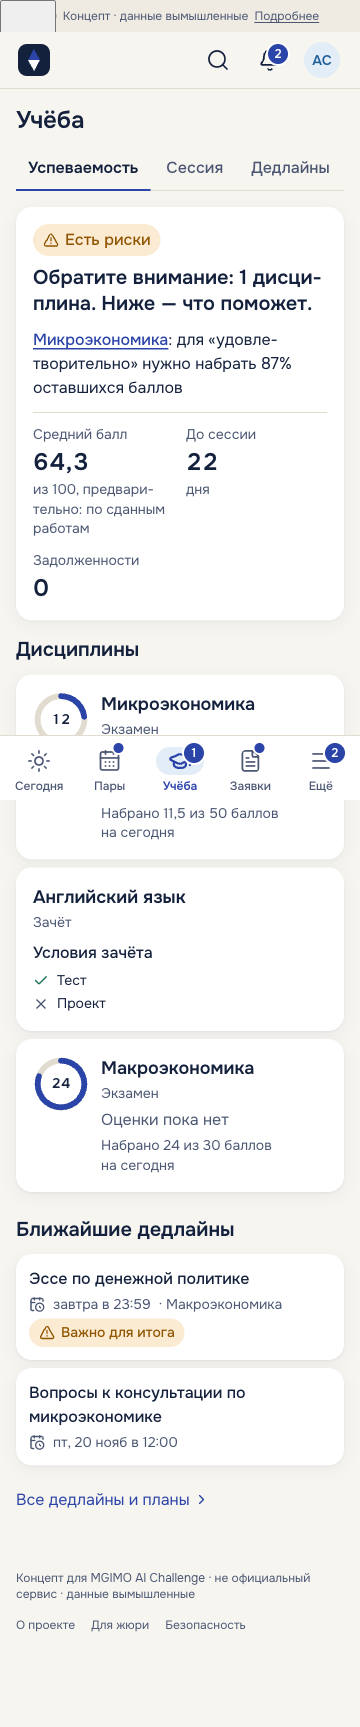 Концепт · данные вымышленные Подробнее
2
АС
Учёба
Успеваемость Сессия Дедлайны
Есть риски
Обратите внимание: 1 дисци-
плина. Ниже — что поможет.
Микроэкономика: для «удовле-
творительно» нужно набрать 87%
оставшихся баллов
Средний балл
64,3
из 100, предвари-
тельно: по сданным
работам
До сессии
22
дня
Задолженности
0
Дисциплины
12
Микроэкономика
Экзамен
Сегодня
Пары
1
Учёба
Заявки
2
Ещё
Набрано 11,5 из 50 баллов
на сегодня
Английский язык
Зачёт
Условия зачёта
Тест
Проект
24
Макроэкономика
Экзамен
Оценки пока нет
Набрано 24 из 30 баллов
на сегодня
Ближайшие дедлайны
Эссе по денежной политике
завтра в 23:59 · Макроэкономика
Важно для итога
Вопросы к консультации по
микроэкономике
пт, 20 нояб в 12:00
Все дедлайны и планы
Концепт для MGIMO AI Challenge · не официальный
сервис · данные вымышленные
О проекте Для жюри Безопасность